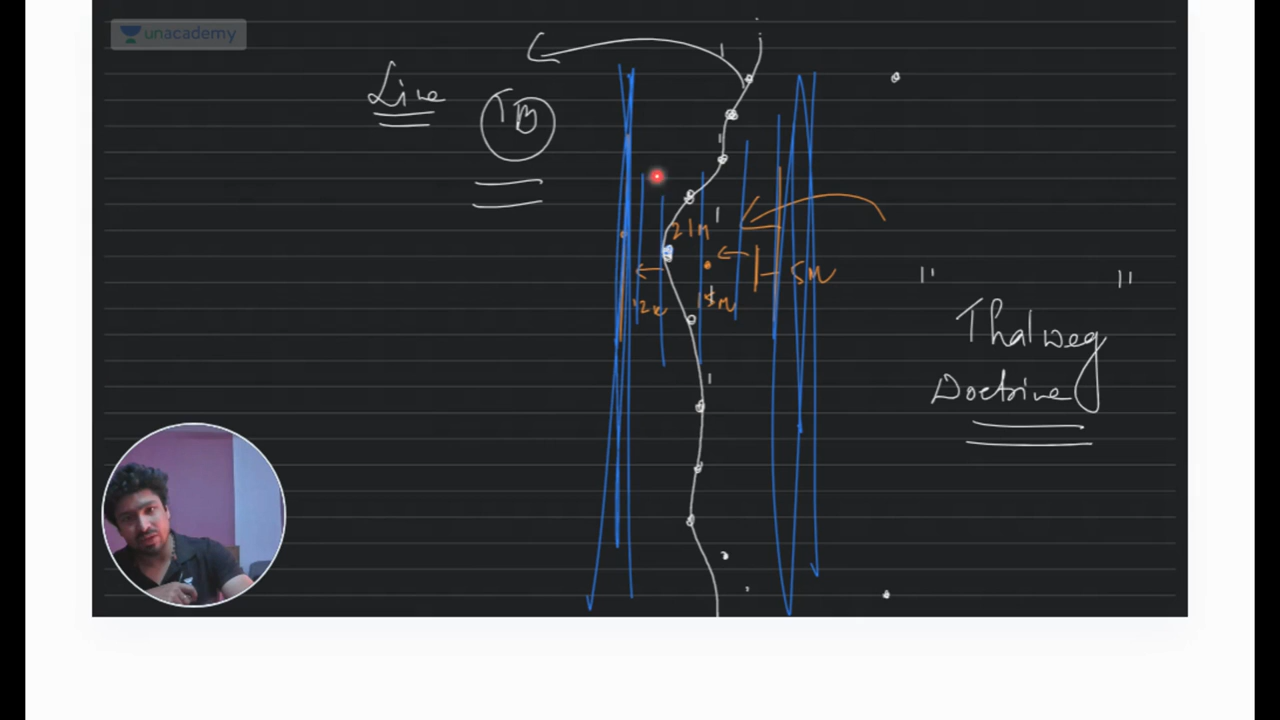 unacademy
Line
TB
21M
5M
12M
15M
" "
Thalweg
Doctrine